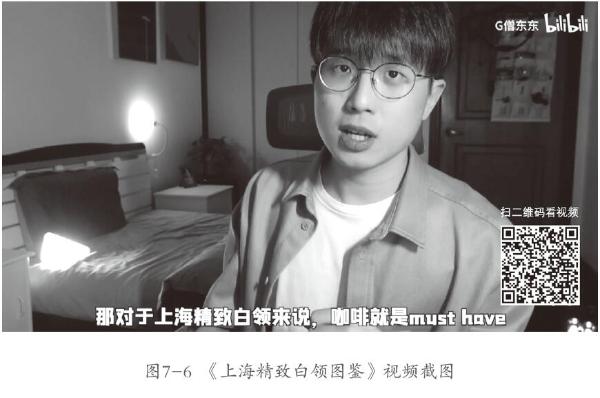 G僧东东 bilibili
扫二维码看视频
那对于上海精致白领来说，咖啡就是must have
图7-6 《上海精致白领图鉴》视频截图